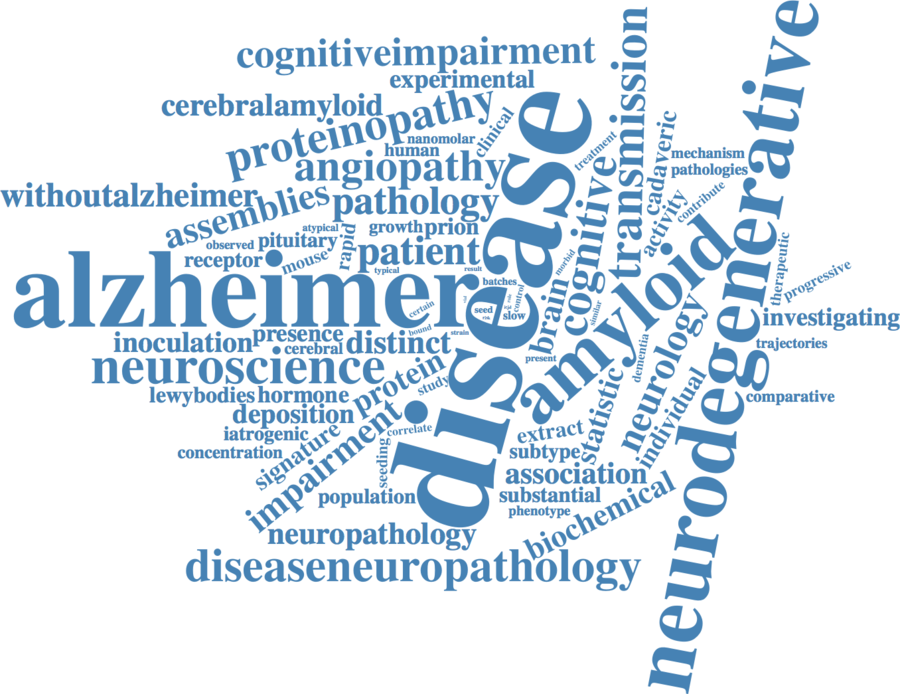 cognitiveimpairment
experimental
cerebralamyloid
proteinopathy
nanomolar
clinical
human
angiopathy
withoutalzheimer
assemblies
pathology
atypical
growth
prion
observed
pituitary
rapid
patient
receptor
mouse
typical
result
alzheimer
disease
batches
control
certain
seed
slow
bound
strain
inoculation
presence
cerebral
distinct
neuroscience
protein
study
lewybodies
hormone
deposition
iatrogenic
correlate
concentration
signature
impairment
seeding
population
neuropathology
diseaseneuropathology
transmission
treatment
cadaveric
mechanism
pathologies
cognitive
activity
contribute
morbid
brain
similar
amyloid
neurodegenerative
therapeutic
progressive
investigating
trajectories
present
dementia
neurology
comparative
statistic
individual
extract
subtype
association
substantial
phenotype
biochemical